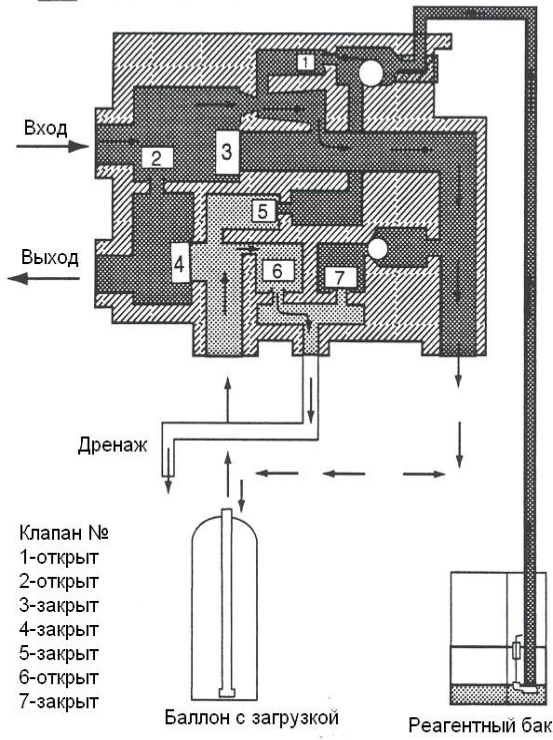 1
Вход
2
3
5
Выход
4
6
7
Дренаж
Клапан №
1-открыт
2-открыт
3-закрыт
4-закрыт
5-закрыт
6-открыт
7-закрыт
Баллон с загрузкой
Реагентный бак